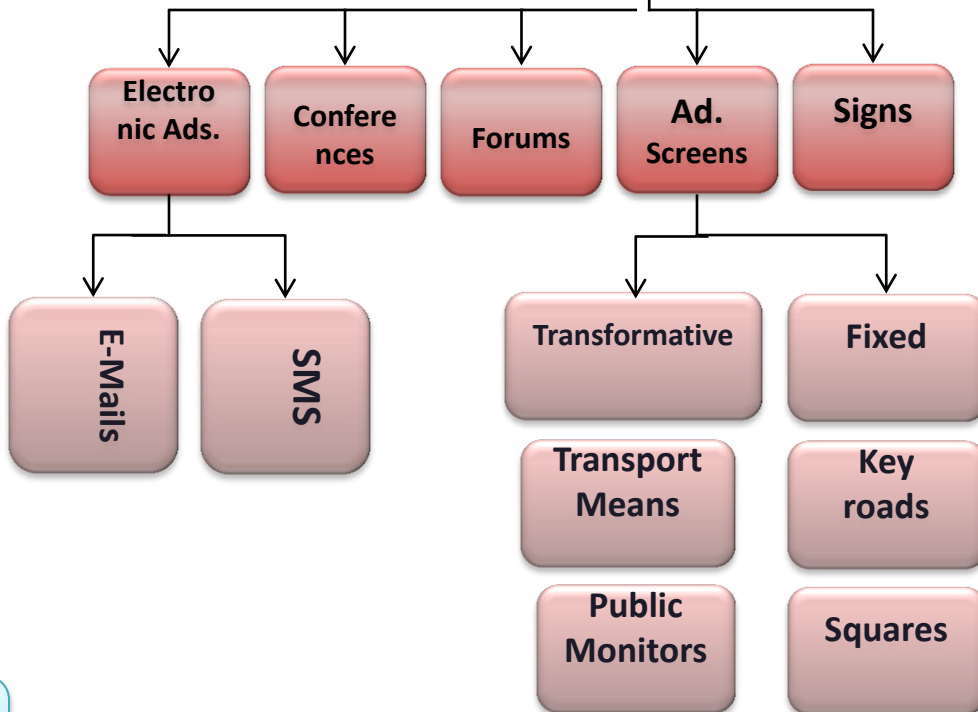 Electro
nic Ads.
Confere
nces
Forums
Ad.
Screens
Signs
E-Mails
SMS
Transformative
Fixed
Transport
Means
Key
roads
Public
Monitors
Squares